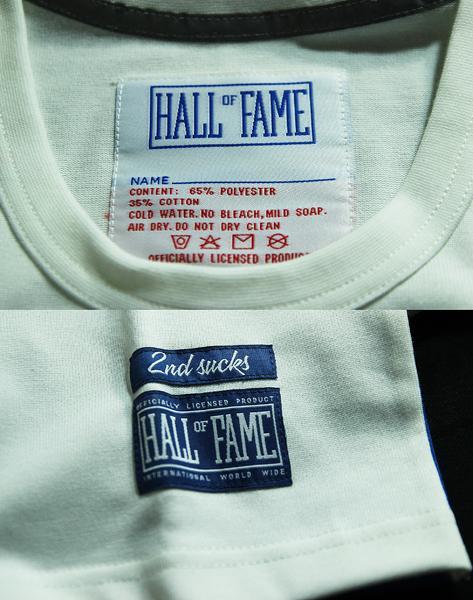 HALL OF FAME
NAME
CONTENT: 65% POLYESTER
35% COTTON
COLD WATER. NO BLEACH, MILD SOAP.
AIR DRY. DO NOT DRY CLEAN
OFFICIALLY LICENSED PRODUCT
2nd sucks
OFFICIALLY LICENSED PRODUCT
HALL OF FAME
INTERNATIONAL WORLD WIDE